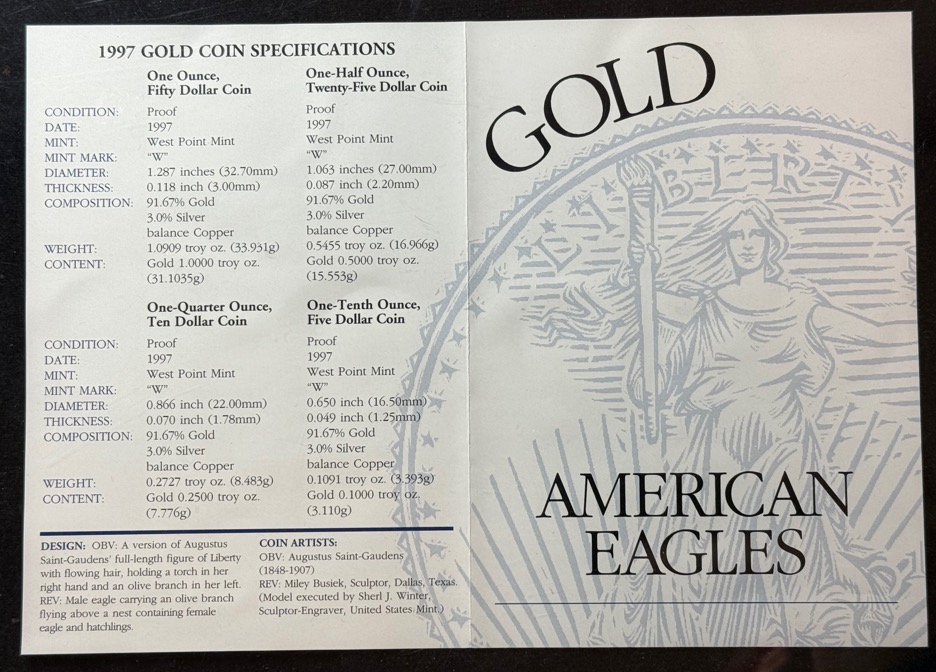 1997 GOLD COIN SPECIFICATIONS
One Ounce,
Fifty Dollar Coin
One-Half Ounce,
Twenty-Five Dollar Coin
CONDITION: Proof Proof
DATE: 1997 1997
MINT: West Point Mint West Point Mint
MINT MARK: "W" "W"
DIAMETER: 1.287 inches (32.70mm) 1.063 inches (27.00mm)
THICKNESS: 0.118 inch (3.00mm) 0.087 inch (2.20mm)
COMPOSITION: 91.67% Gold 91.67% Gold
3.0% Silver 3.0% Silver
balance Copper balance Copper
WEIGHT: 1.0909 troy oz. (33.931g) 0.5455 troy oz. (16.966g)
CONTENT: Gold 1.0000 troy oz. Gold 0.5000 troy oz.
(31.1035g) (15.553g)
One-Quarter Ounce,
Ten Dollar Coin
One-Tenth Ounce,
Five Dollar Coin
CONDITION: Proof Proof
DATE: 1997 1997
MINT: West Point Mint West Point Mint
MINT MARK: "W" "W"
DIAMETER: 0.866 inch (22.00mm) 0.650 inch (16.50mm)
THICKNESS: 0.070 inch (1.78mm) 0.049 inch (1.25mm)
COMPOSITION: 91.67% Gold 91.67% Gold
3.0% Silver 3.0% Silver
balance Copper balance Copper
WEIGHT: 0.2727 troy oz. (8.483g) 0.1091 troy oz. (3.393g)
CONTENT: Gold 0.2500 troy oz. Gold 0.1000 troy oz.
(7.776g) (3.110g)
DESIGN: OBV: A version of Augustus
Saint-Gaudens' full-length figure of Liberty
with flowing hair, holding a torch in her
right hand and an olive branch in her left.
REV: Male eagle carrying an olive branch
flying above a nest containing female
eagle and hatchlings.
COIN ARTISTS:
OBV: Augustus Saint-Gaudens
(1848-1907)
REV: Miley Busiek, Sculptor, Dallas, Texas.
(Model executed by Sherl J. Winter,
Sculptor-Engraver, United States Mint.)
GOLD
LIBERTY
AMERICAN
EAGLES